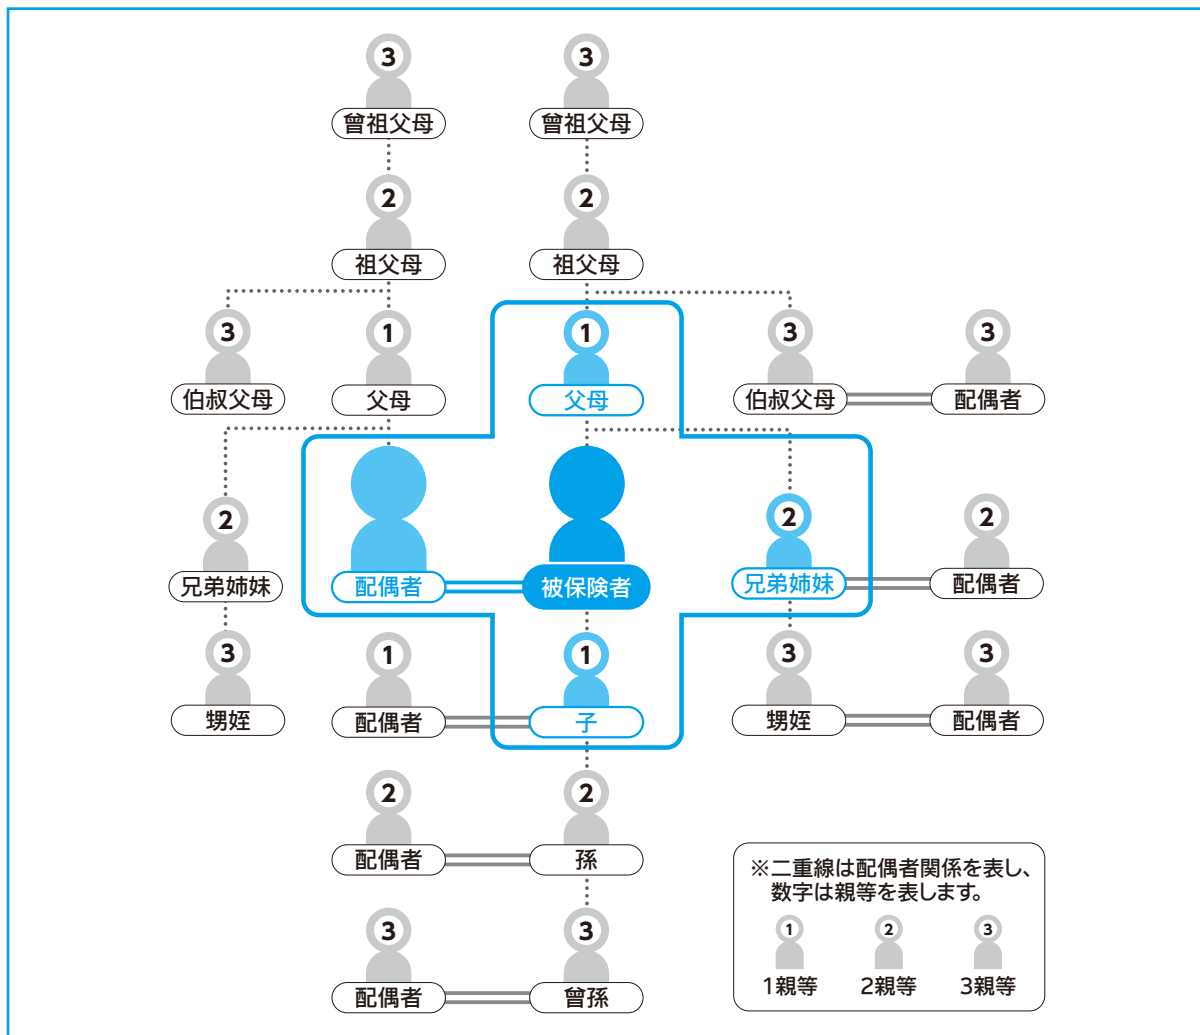 3 3
曾祖父母 曾祖父母
2 2
祖父母 祖父母
3 1 1 3 3
伯叔父母 父母 父母 伯叔父母 配偶者
2 2 2
兄弟姉妹 配偶者 被保険者 兄弟姉妹 配偶者
3 1 1 3 3
甥姪 配偶者 子 甥姪 配偶者
2 2
配偶者 孫
3 3
配偶者 曾孫
※二重線は配偶者関係を表し、
数字は親等を表します。
1 2 3
1親等 2親等 3親等